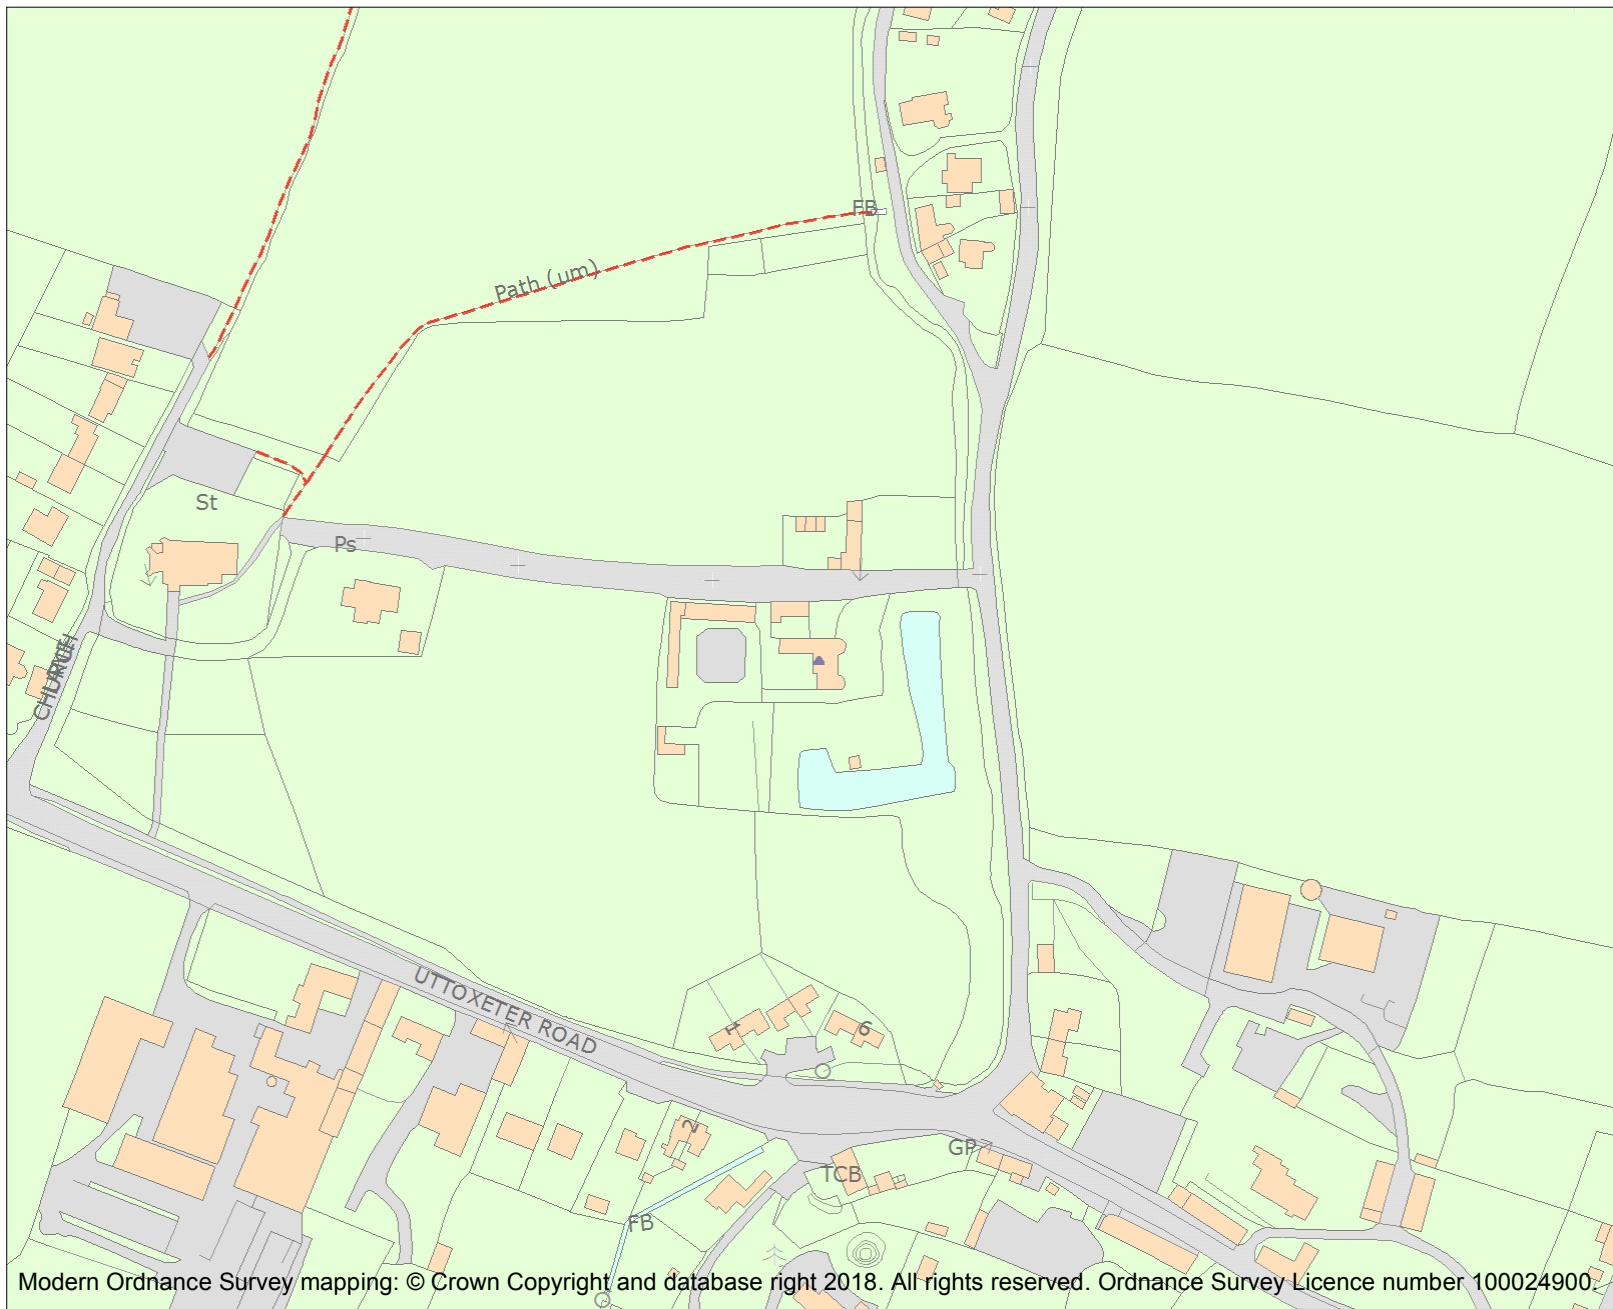 FB
Path (um)
St
Ps
CHURCH
LANE
UTTOXETER ROAD
1
6
2
GP
TCB
FB
Modern Ordnance Survey mapping: © Crown Copyright and database right 2018. All rights reserved. Ordnance Survey Licence number 100024900.